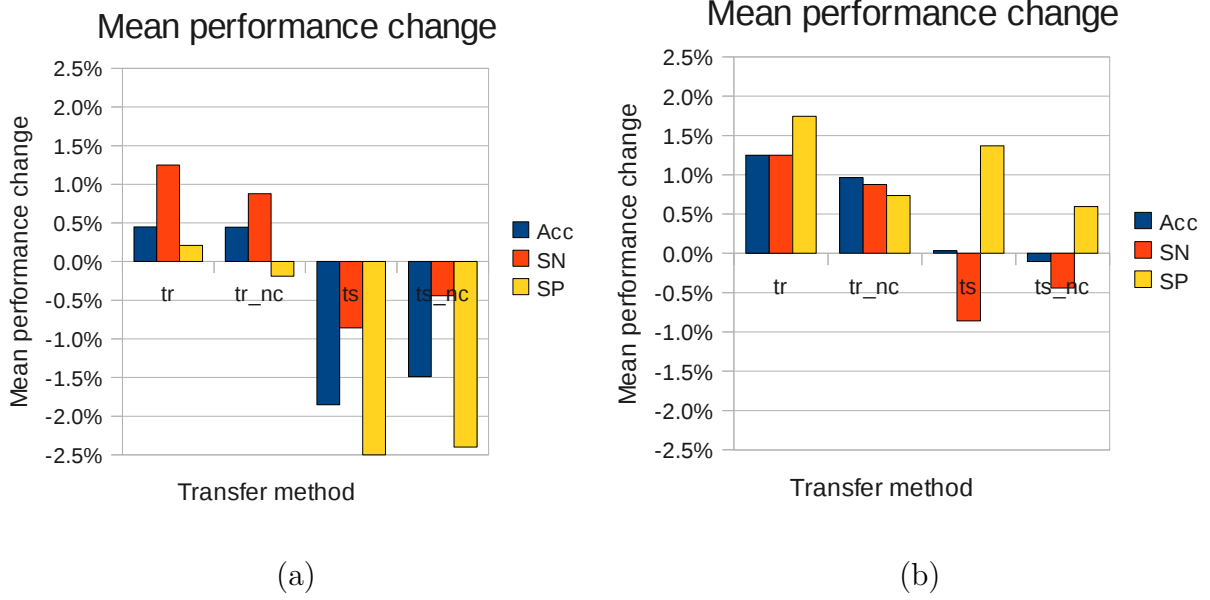 Mean performance change
2.5%
2.0%
1.5%
1.0%
0.5%
0.0%
-0.5%
-1.0%
-1.5%
-2.0%
-2.5%
Mean performance change
tr
tr_nc
ts
ts_nc
Transfer method
Acc
SN
SP
(a)
Mean performance change
2.5%
2.0%
1.5%
1.0%
0.5%
0.0%
-0.5%
-1.0%
-1.5%
-2.0%
-2.5%
Mean performance change
tr
tr_nc
ts
ts_nc
Transfer method
Acc
SN
SP
(b)